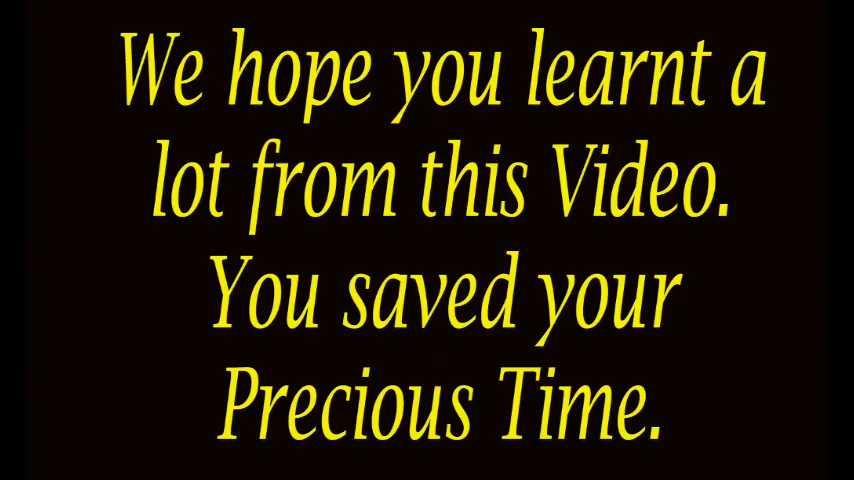 We hope you learnt a
lot from this Video.
You saved your
Precious Time.